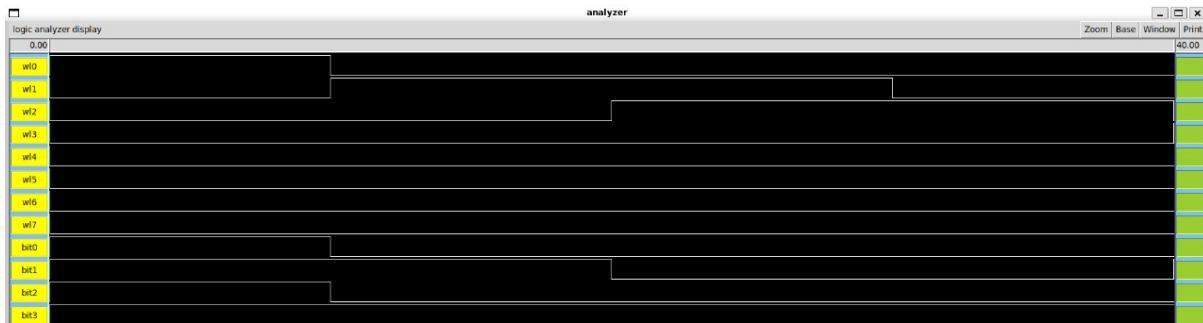 analyzer
logic analyzer display Zoom Base Window Print
0.00 40.00
wl0
wl1
wl2
wl3
wl4
wl5
wl6
wl7
bit0
bit1
bit2
bit3